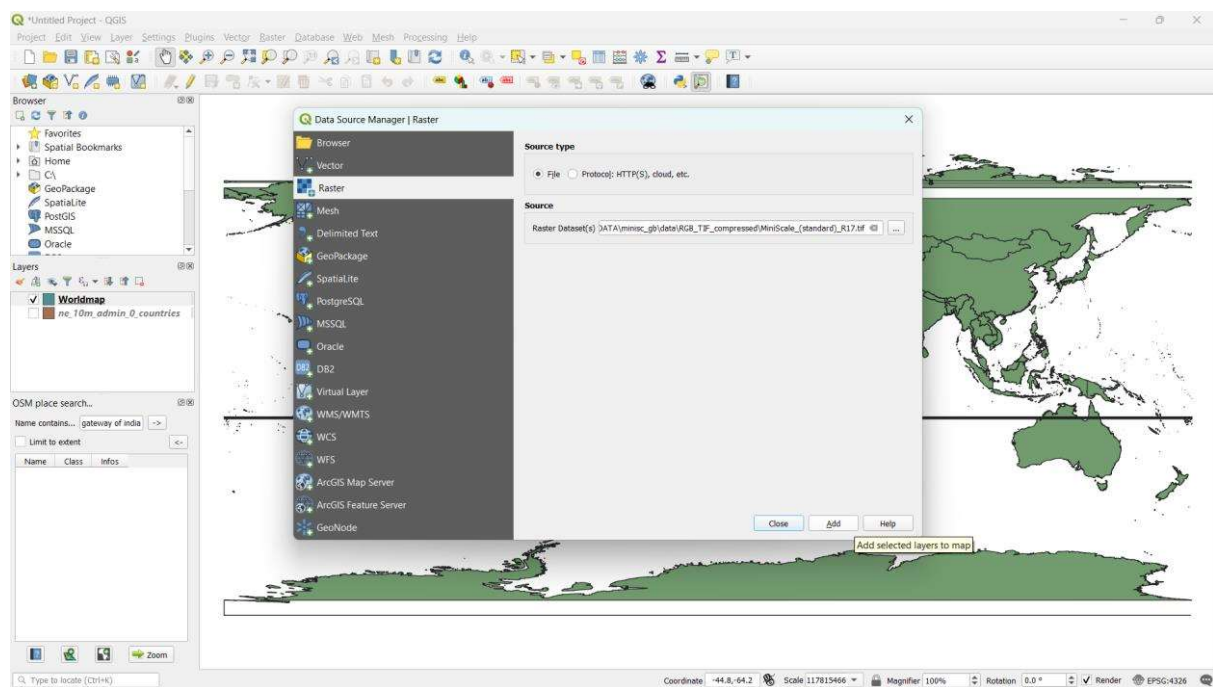 *Untitled Project - QGIS
Project Edit View Layer Settings Plugins Vector Raster Database Web Mesh Processing Help
Browser
Favorites
Spatial Bookmarks
Home
C:\
GeoPackage
SpatiaLite
PostGIS
MSSQL
Oracle
Layers
Worldmap
ne_10m_admin_0_countries
OSM place search...
Name contains... gateway of india ->
Limit to extent <-
Name Class Infos
Zoom
Data Source Manager | Raster
Browser
Vector
Raster
Mesh
Delimited Text
GeoPackage
SpatiaLite
PostgreSQL
MSSQL
Oracle
DB2
Virtual Layer
WMS/WMTS
WCS
WFS
ArcGIS Map Server
ArcGIS Feature Server
GeoNode
Source type
File Protocol: HTTP(S), cloud, etc.
Source
Raster Dataset(s) DATA\minisc_gb\data\RGB_TIF_compressed\MiniScale_(standard)_R17.tif ...
Close Add Help
Add selected layers to map
Type to locate (Ctrl+K) Coordinate -44.8,-64.2 Scale 1:117815466 Magnifier 100% Rotation 0.0 ° Render EPSG:4326